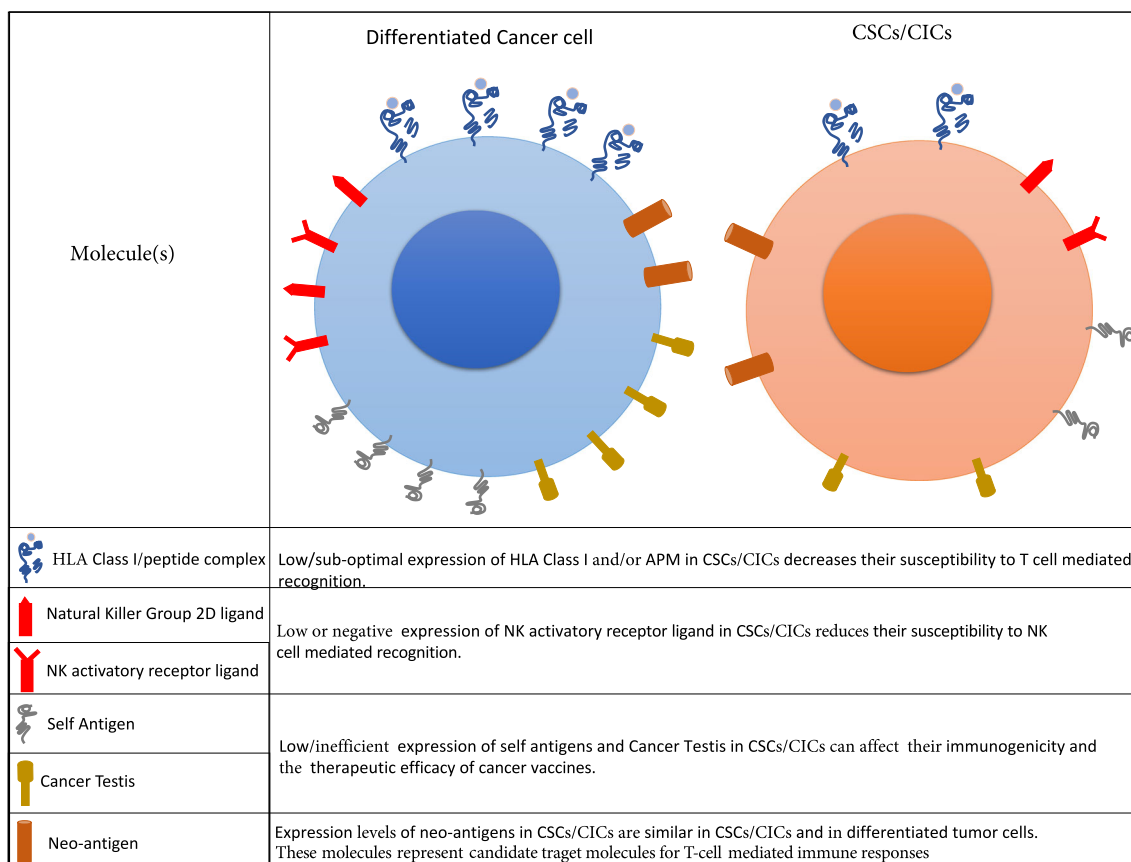 Differentiated Cancer cell
CSCs/CICs
Molecule(s)
HLA Class I/peptide complex
Low/sub-optimal expression of HLA Class I and/or APM in CSCs/CICs decreases their susceptibility to T cell mediated
recognition.
Natural Killer Group 2D ligand
NK activatory receptor ligand
Low or negative expression of NK activatory receptor ligand in CSCs/CICs reduces their susceptibility to NK
cell mediated recognition.
Self Antigen
Cancer Testis
Low/inefficient expression of self antigens and Cancer Testis in CSCs/CICs can affect their immunogenicity and
the therapeutic efficacy of cancer vaccines.
Neo-antigen
Expression levels of neo-antigens in CSCs/CICs are similar in CSCs/CICs and in differentiated tumor cells.
These molecules represent candidate traget molecules for T-cell mediated immune responses